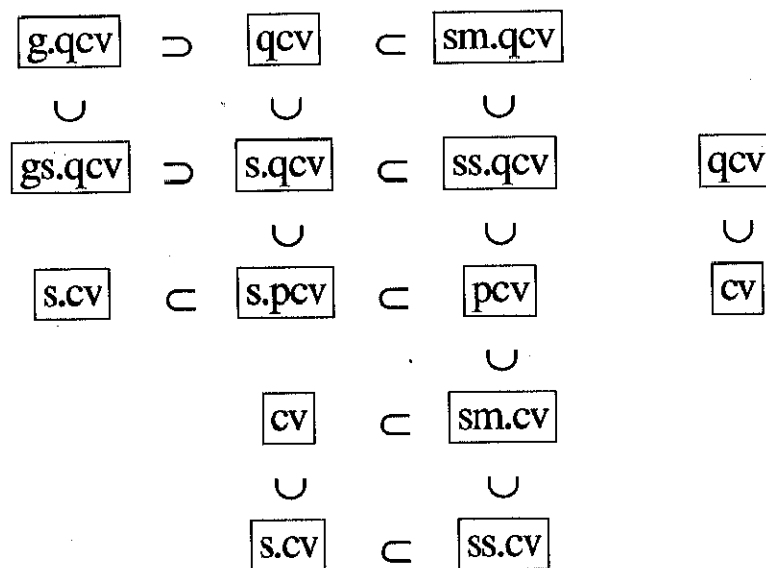 g.qcv ⊃ qcv ⊂ sm.qcv
∪ ∪ ∪
gs.qcv ⊃ s.qcv ⊂ ss.qcv qcv
∪ ∪ ∪
s.cv ⊂ s.pcv ⊂ pcv cv
∪
cv ⊂ sm.cv
∪ ∪
s.cv ⊂ ss.cv